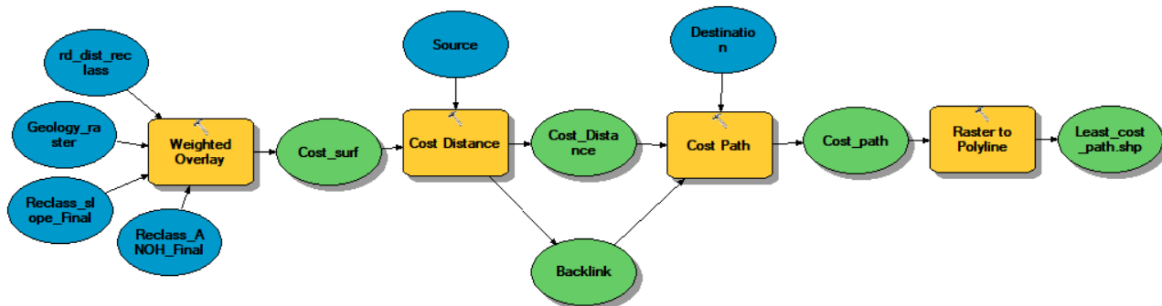 rd_dist_rec
lass
Geology_ra
ster
Reclass_sl
ope_Final
Reclass_A
NOH_Final
Weighted
Overlay
Cost_surf
Source
Cost Distance
Cost_Dista
nce
Backlink
Destinatio
n
Cost Path
Cost_path
Raster to
Polyline
Least_cost
_path.shp